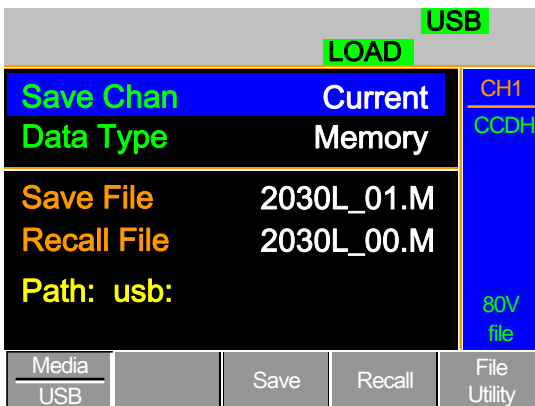 USB
LOAD
Save Chan Current
Data Type Memory
Save File 2030L_01.M
Recall File 2030L_00.M
Path: usb:
CH1
CCDH
80V
file
Media
USB
Save
Recall
File
Utility